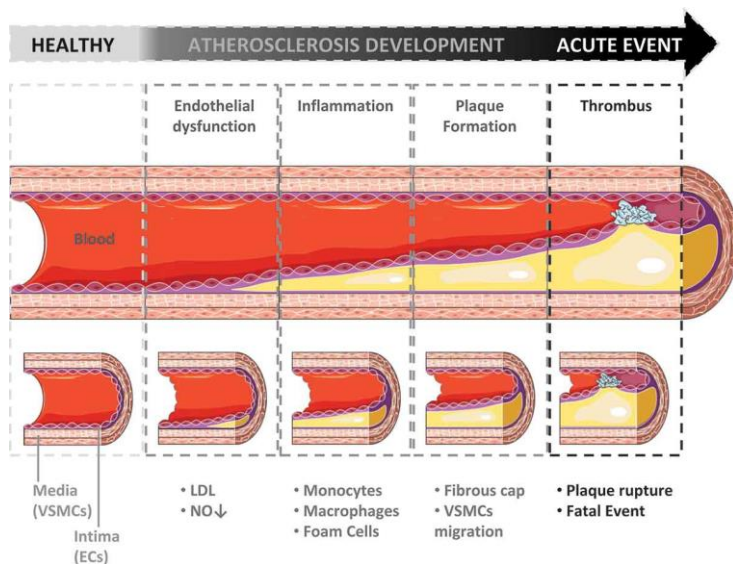 HEALTHY
ATHEROSCLEROSIS DEVELOPMENT
ACUTE EVENT
Endothelial
dysfunction
Inflammation
Plaque
Formation
Thrombus
Blood
Media
(VSMCs)
Intima
(ECs)
• LDL
• NO↓
• Monocytes
• Macrophages
• Foam Cells
• Fibrous cap
• VSMCs
migration
• Plaque rupture
• Fatal Event